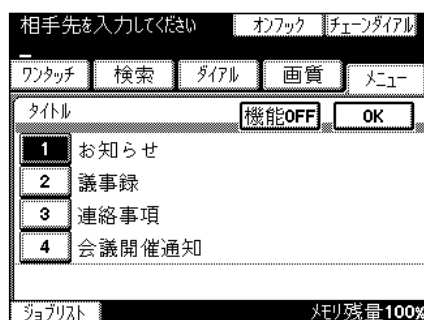 相手先を入力してください オンフック チェーンダイアル
ワンタッチ 検索 ダイアル 画質 メニュー
タイトル 機能OFF OK
1 お知らせ
2 議事録
3 連絡事項
4 会議開催通知
ジョブリスト メモリ残量100%